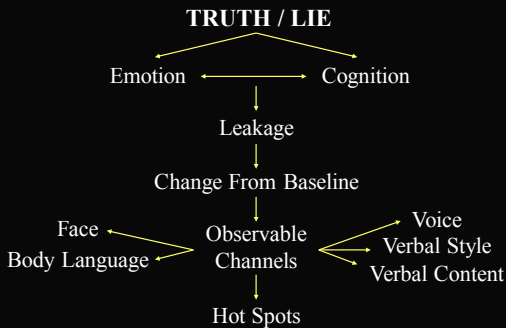 TRUTH / LIE
Emotion
Cognition
Leakage
Change From Baseline
Face
Body Language
Observable
Channels
Voice
Verbal Style
Verbal Content
Hot Spots